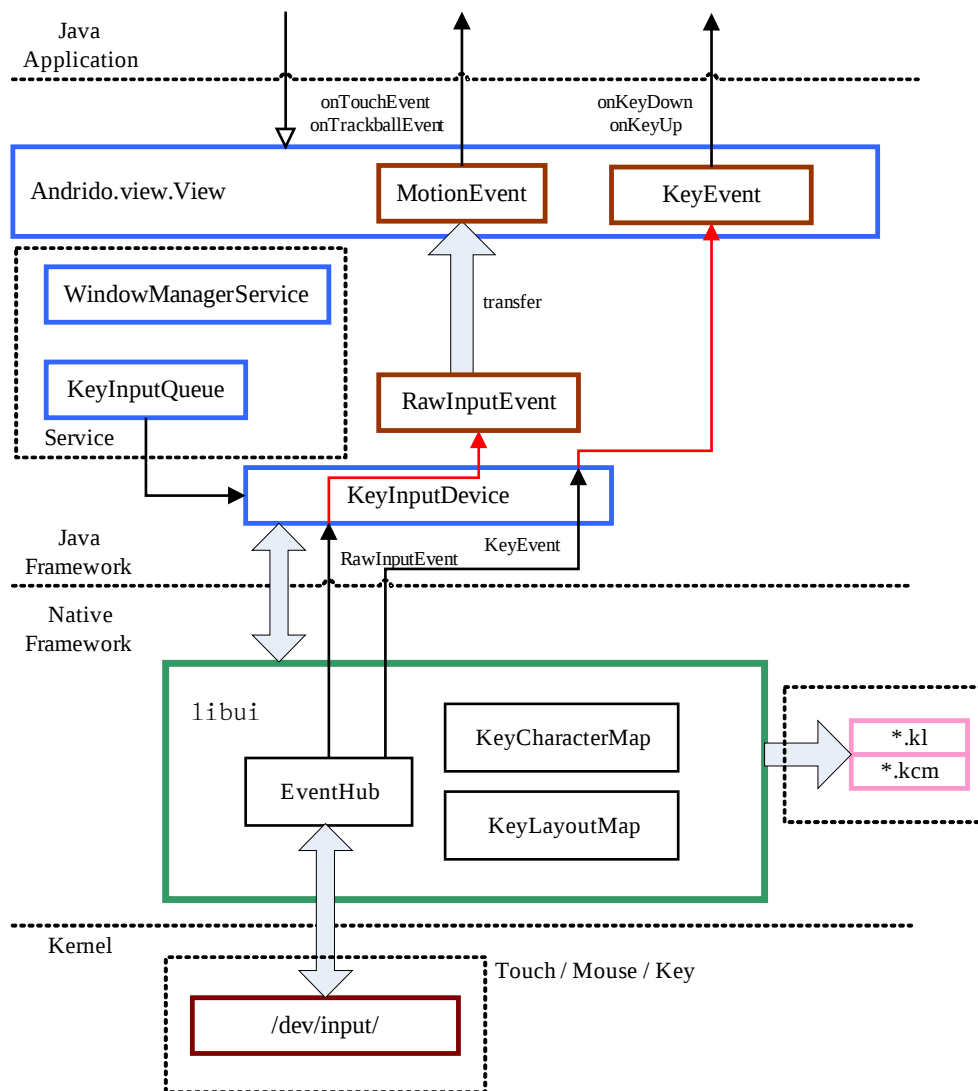 Java
Application
onTouchEvent
onTrackballEvent
onKeyDown
onKeyUp
Andrido.view.View
MotionEvent
KeyEvent
WindowManagerService
transfer
KeyInputQueue
RawInputEvent
Service
KeyInputDevice
Java
Framework
RawInputEvent
KeyEvent
Native
Framework
libui
KeyCharacterMap
*.kl
*.kcm
EventHub
KeyLayoutMap
Kernel
Touch / Mouse / Key
/dev/input/